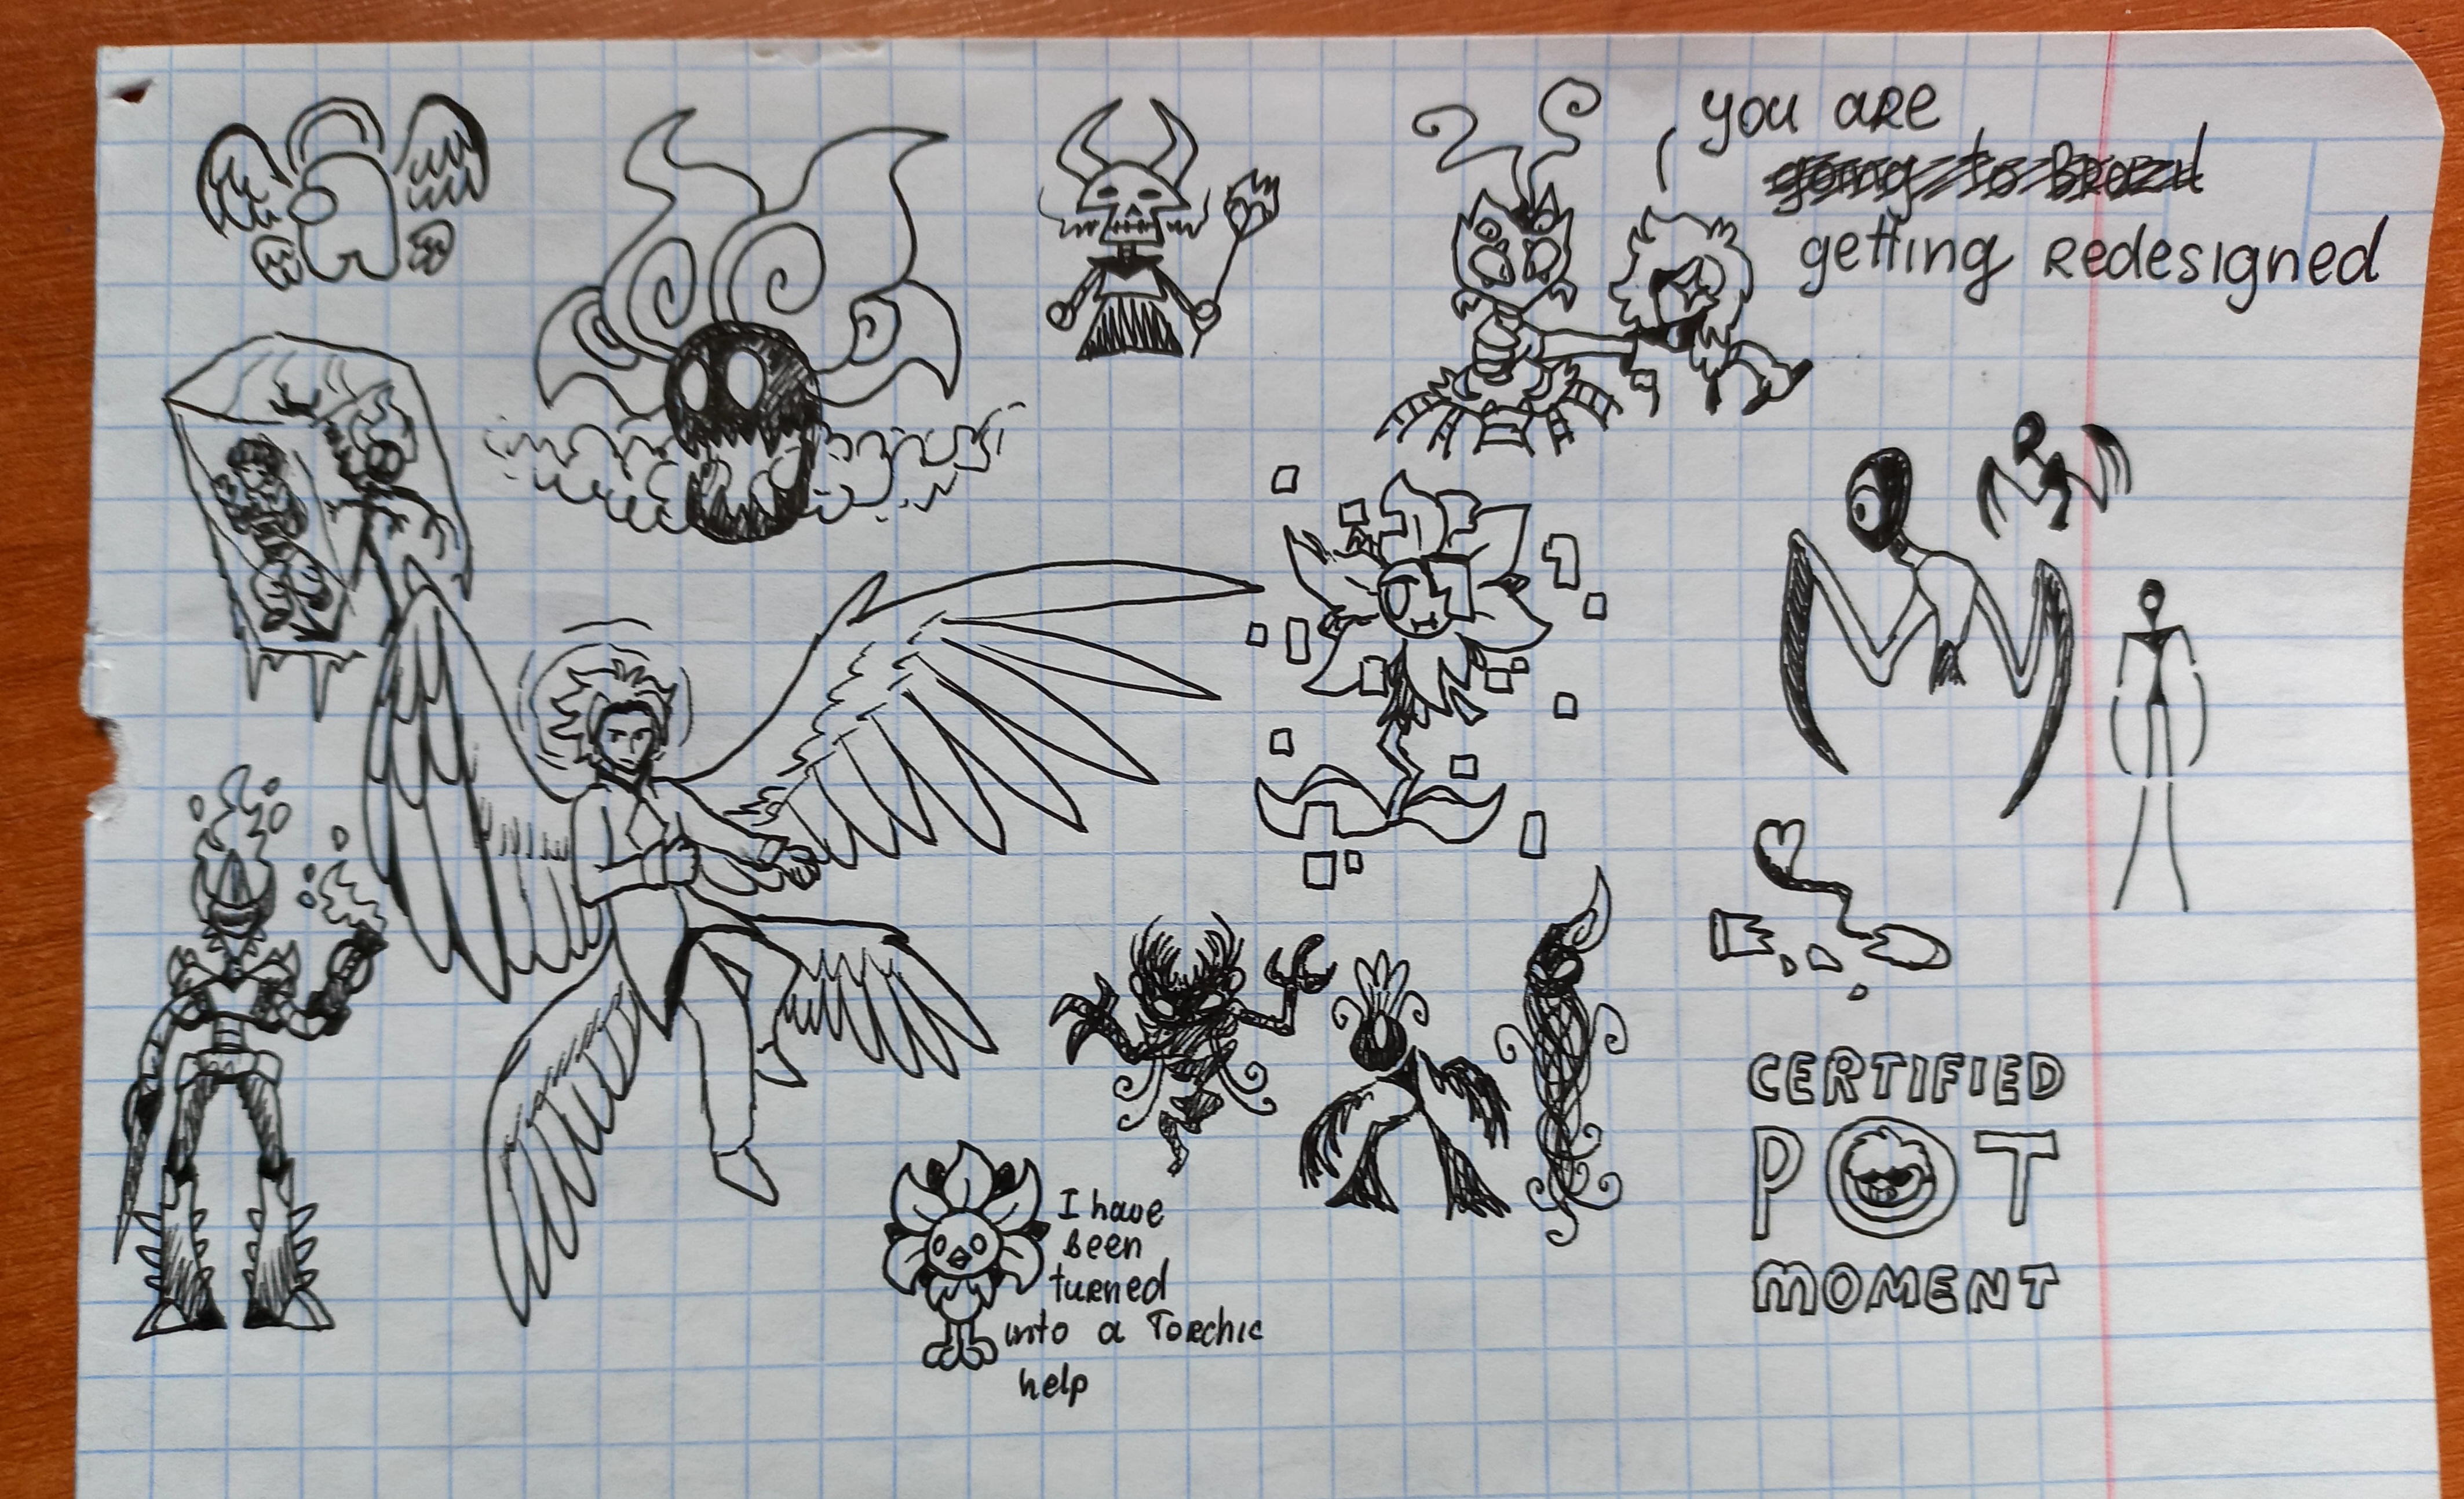 you are
going to Brazil
getting redesigned
I have
been
turned
into a Torchic
help
CERTIFIED
POT
MOMENT